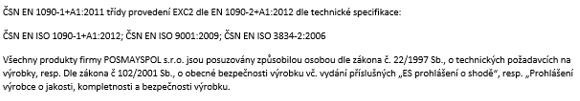 ČSN EN 1090-1+A1:2011 třídy provedení EXC2 dle EN 1090-2+A1:2012 dle technické specifikace:
ČSN EN ISO 1090-1+A1:2012; ČSN EN ISO 9001:2009; ČSN EN ISO 3834-2:2006
Všechny produkty firmy POSMAYSPOL s.r.o. jsou posuzovány způsobilou osobou dle zákona č. 22/1997 Sb., o technických požadavcích na
výrobky, resp. Dle zákona č 102/2001 Sb., o obecné bezpečnosti výrobku vč. vydání příslušných „ES prohlášení o shodě“, resp. „Prohlášení
výrobce o jakosti, kompletnosti a bezpečnosti výrobku.